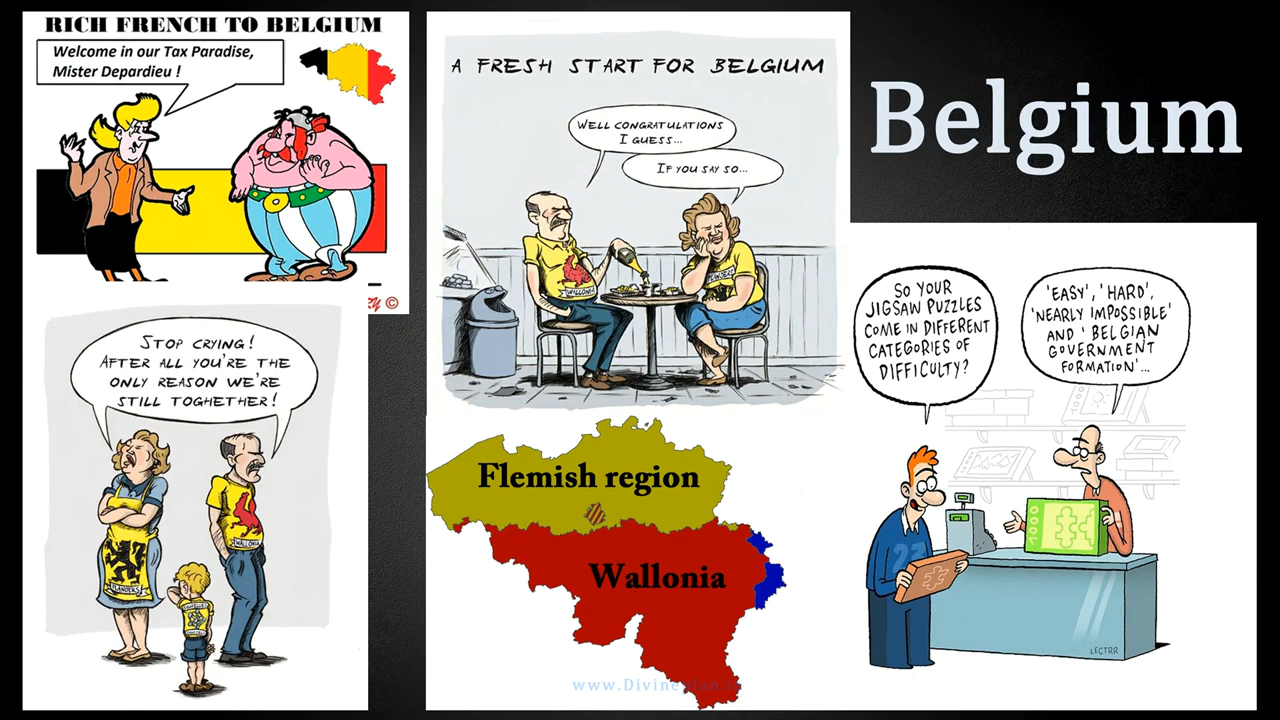 RICH FRENCH TO BELGIUM
Welcome in our Tax Paradise,
Mister Depardieu !
©
A FRESH START FOR BELGIUM
WELL CONGRATULATIONS
I GUESS...
IF YOU SAY SO...
WALLONIA
Belgium
STOP CRYING!
AFTER ALL YOU'RE THE
ONLY REASON WE'RE
STILL TOGHETHER!
FLANDERS
Flemish region
Wallonia
SO YOUR
JIGSAW PUZZLES
COME IN DIFFERENT
CATEGORIES OF
DIFFICULTY?
'EASY', 'HARD',
'NEARLY IMPOSSIBLE'
AND 'BELGIAN
GOVERNMENT
FORMATION'...
1000
LECTRR